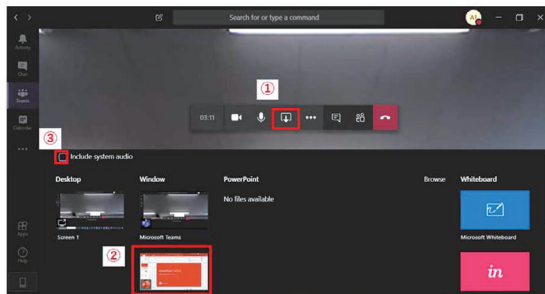 Search for or type a command
Activity
①
Chat
Teams
03:11
Calendar
③
Include system audio
Desktop
Window
PowerPoint
Browse
Whiteboard
No files available
Screen 1
Microsoft Teams
Microsoft Whiteboard
Apps
②
Help
in